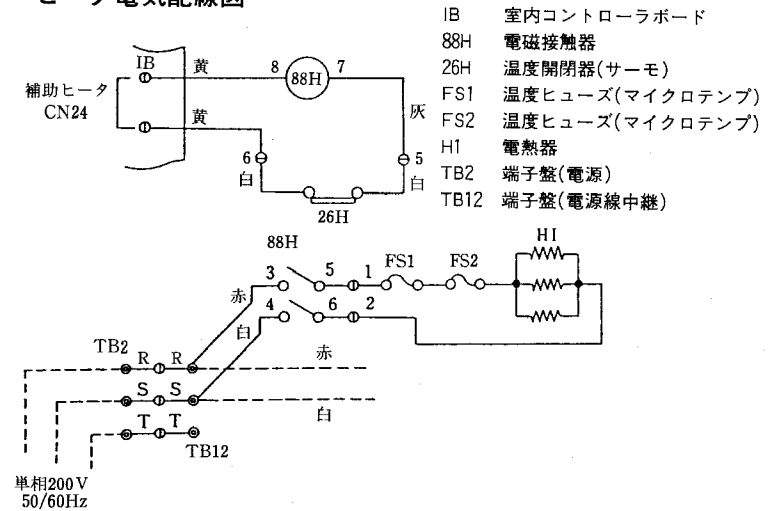 ヒータ電気配線図
IB 室内コントローラボード
88H 電磁接触器
26H 温度開閉器(サーモ)
FS1 温度ヒューズ(マイクロテンプ)
FS2 温度ヒューズ(マイクロテンプ)
H1 電熱器
TB2 端子盤(電源)
TB12 端子盤(電源線中継)
IB
黄
8
88H
7
補助ヒータ
CN24
黄
灰
6
5
白
白
26H
88H
HI
3
5
1
FS1
FS2
赤
4
6
2
白
TB2
R
R
赤
S
S
白
T
T
TB12
単相200V
50/60Hz